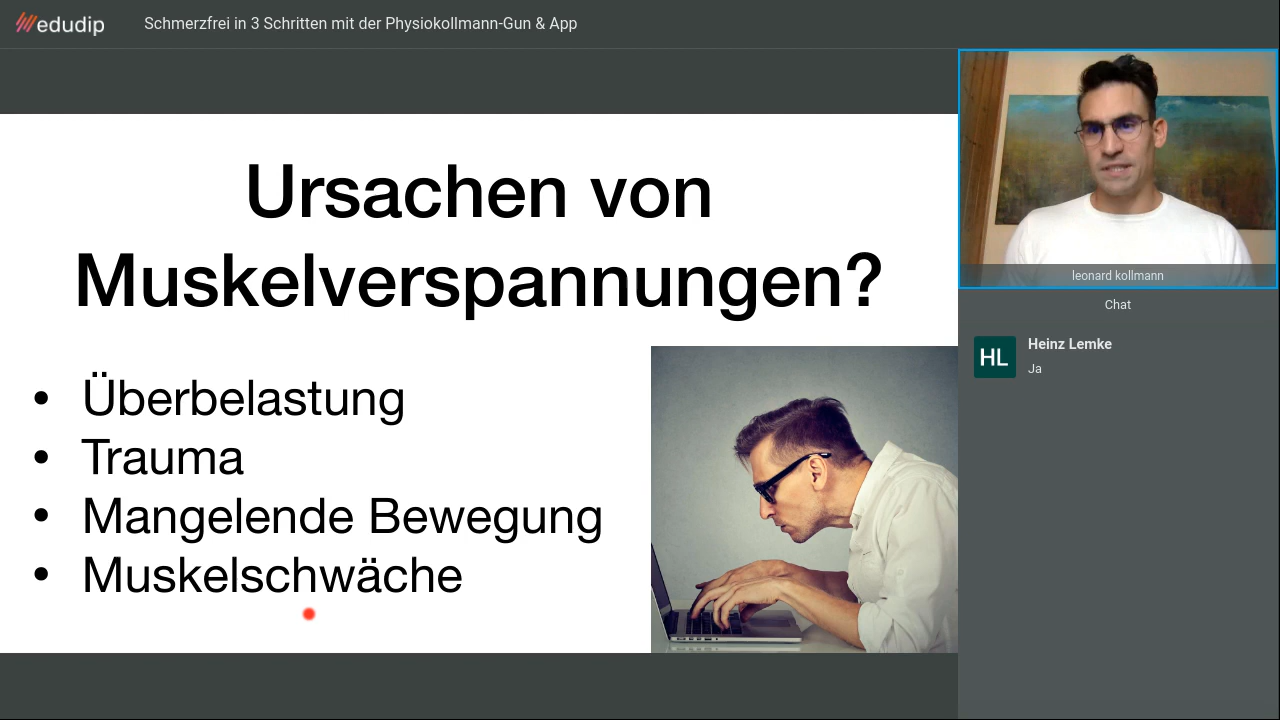 edudip
Schmerzfrei in 3 Schritten mit der Physiokollmann-Gun & App
Ursachen von
Muskelverspannungen?
• Überbelastung
• Trauma
• Mangelende Bewegung
• Muskelschwäche
leonard kollmann
Chat
HL
Heinz Lemke
Ja